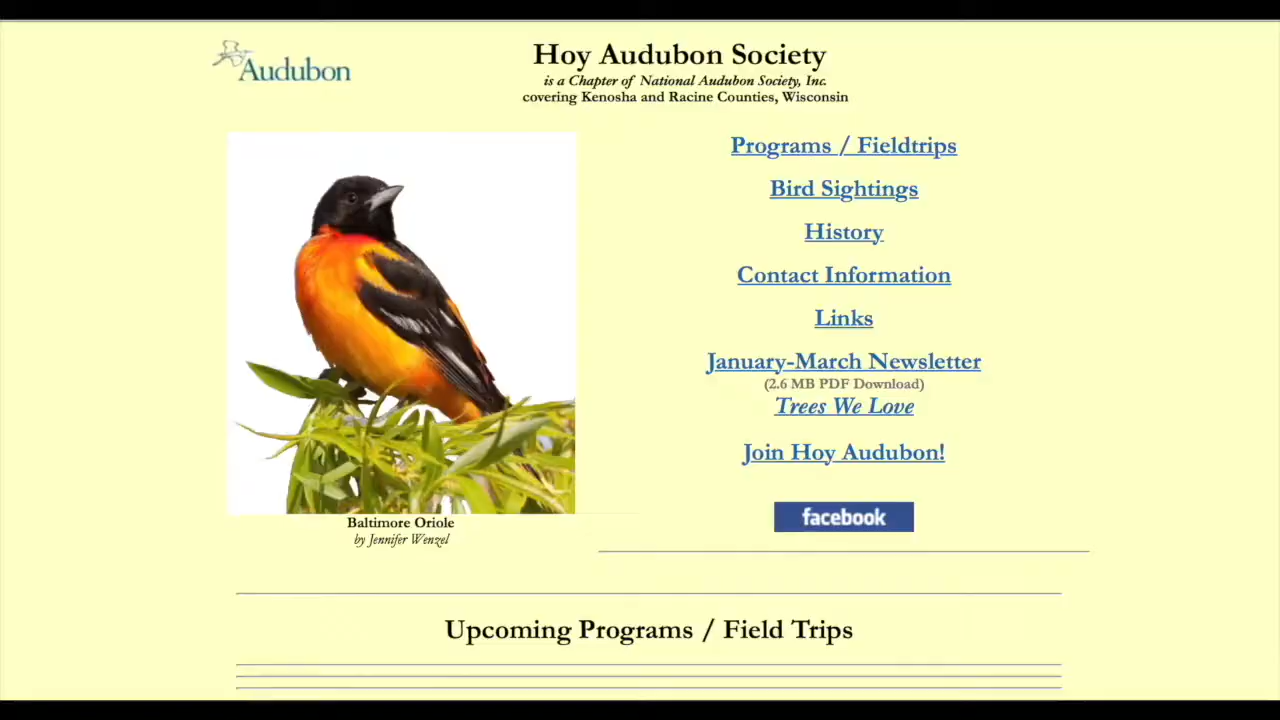 Audubon
Hoy Audubon Society
is a Chapter of National Audubon Society, Inc.
covering Kenosha and Racine Counties, Wisconsin
Programs / Fieldtrips
Bird Sightings
History
Contact Information
Links
January-March Newsletter
(2.6 MB PDF Download)
Trees We Love
Join Hoy Audubon!
facebook
Baltimore Oriole
by Jennifer Wenzel
Upcoming Programs / Field Trips